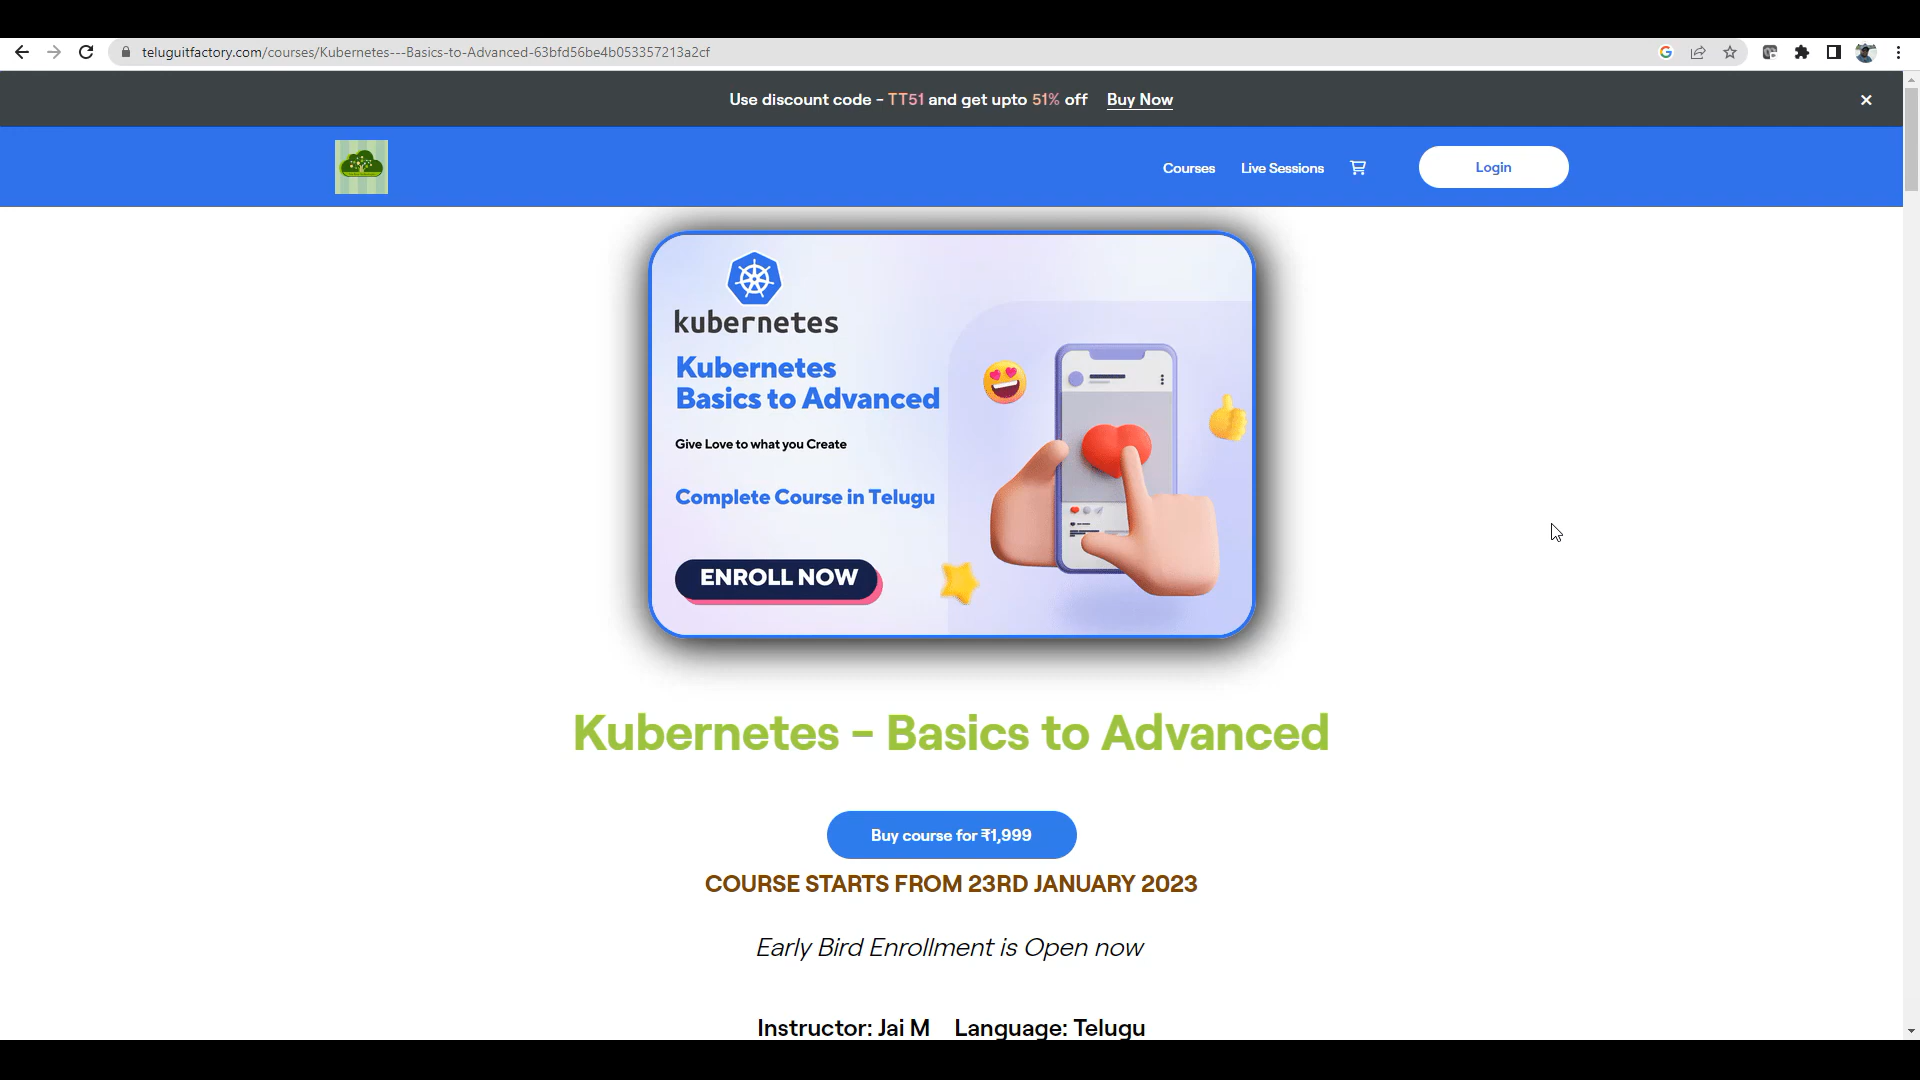 teluguitfactory.com/courses/Kubernetes---Basics-to-Advanced-63bfd56be4b053357213a2cf
Use discount code - TT51 and get upto 51% off Buy Now
Courses Live Sessions Login
kubernetes
Kubernetes
Basics to Advanced
Give Love to what you Create
Complete Course in Telugu
ENROLL NOW
Kubernetes - Basics to Advanced
Buy course for ₹1,999
COURSE STARTS FROM 23RD JANUARY 2023
Early Bird Enrollment is Open now
Instructor: Jai M Language: Telugu